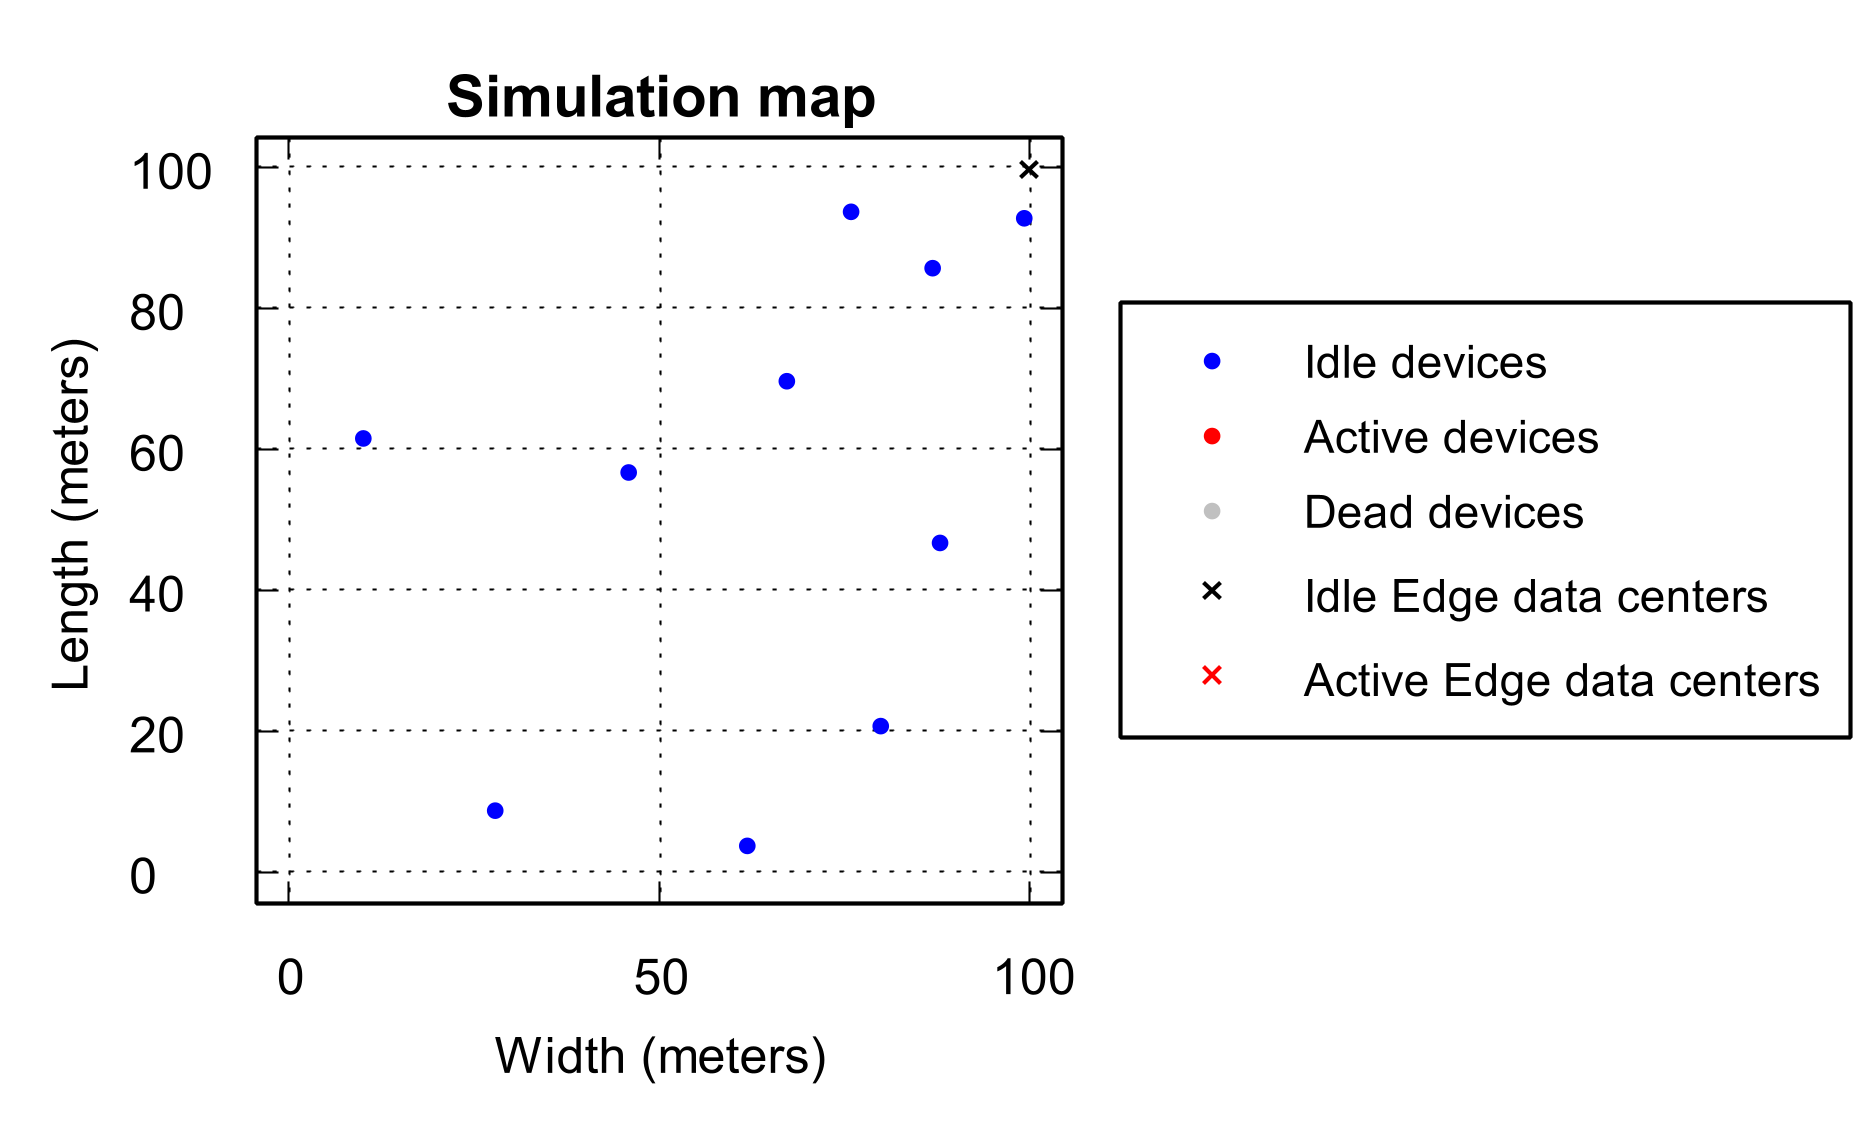 Simulation map
100
80
60
40
20
0
Length (meters)
0 50 100
Width (meters)
Idle devices
Active devices
Dead devices
Idle Edge data centers
Active Edge data centers